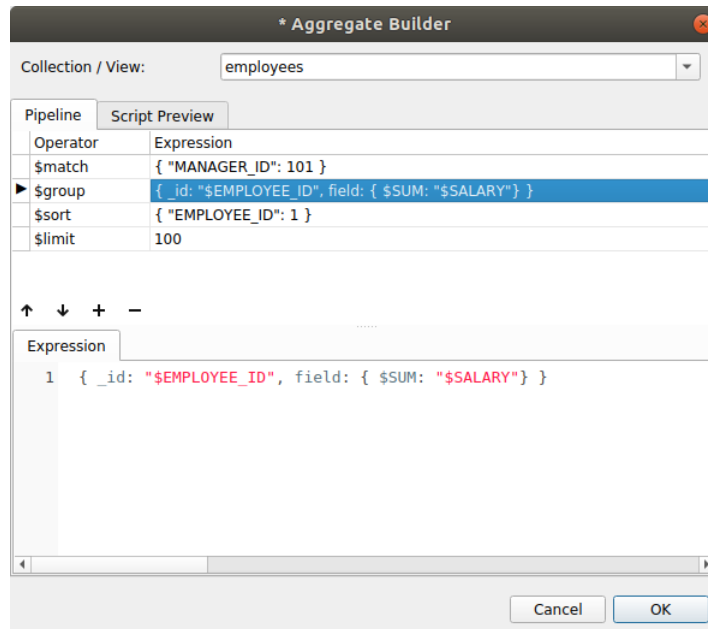 * Aggregate Builder
Collection / View: employees
Pipeline Script Preview
Operator Expression
$match { "MANAGER_ID": 101 }
$group { _id: "$EMPLOYEE_ID", field: { $SUM: "$SALARY"} }
$sort { "EMPLOYEE_ID": 1 }
$limit 100
Expression
1 { _id: "$EMPLOYEE_ID", field: { $SUM: "$SALARY"} }
Cancel OK